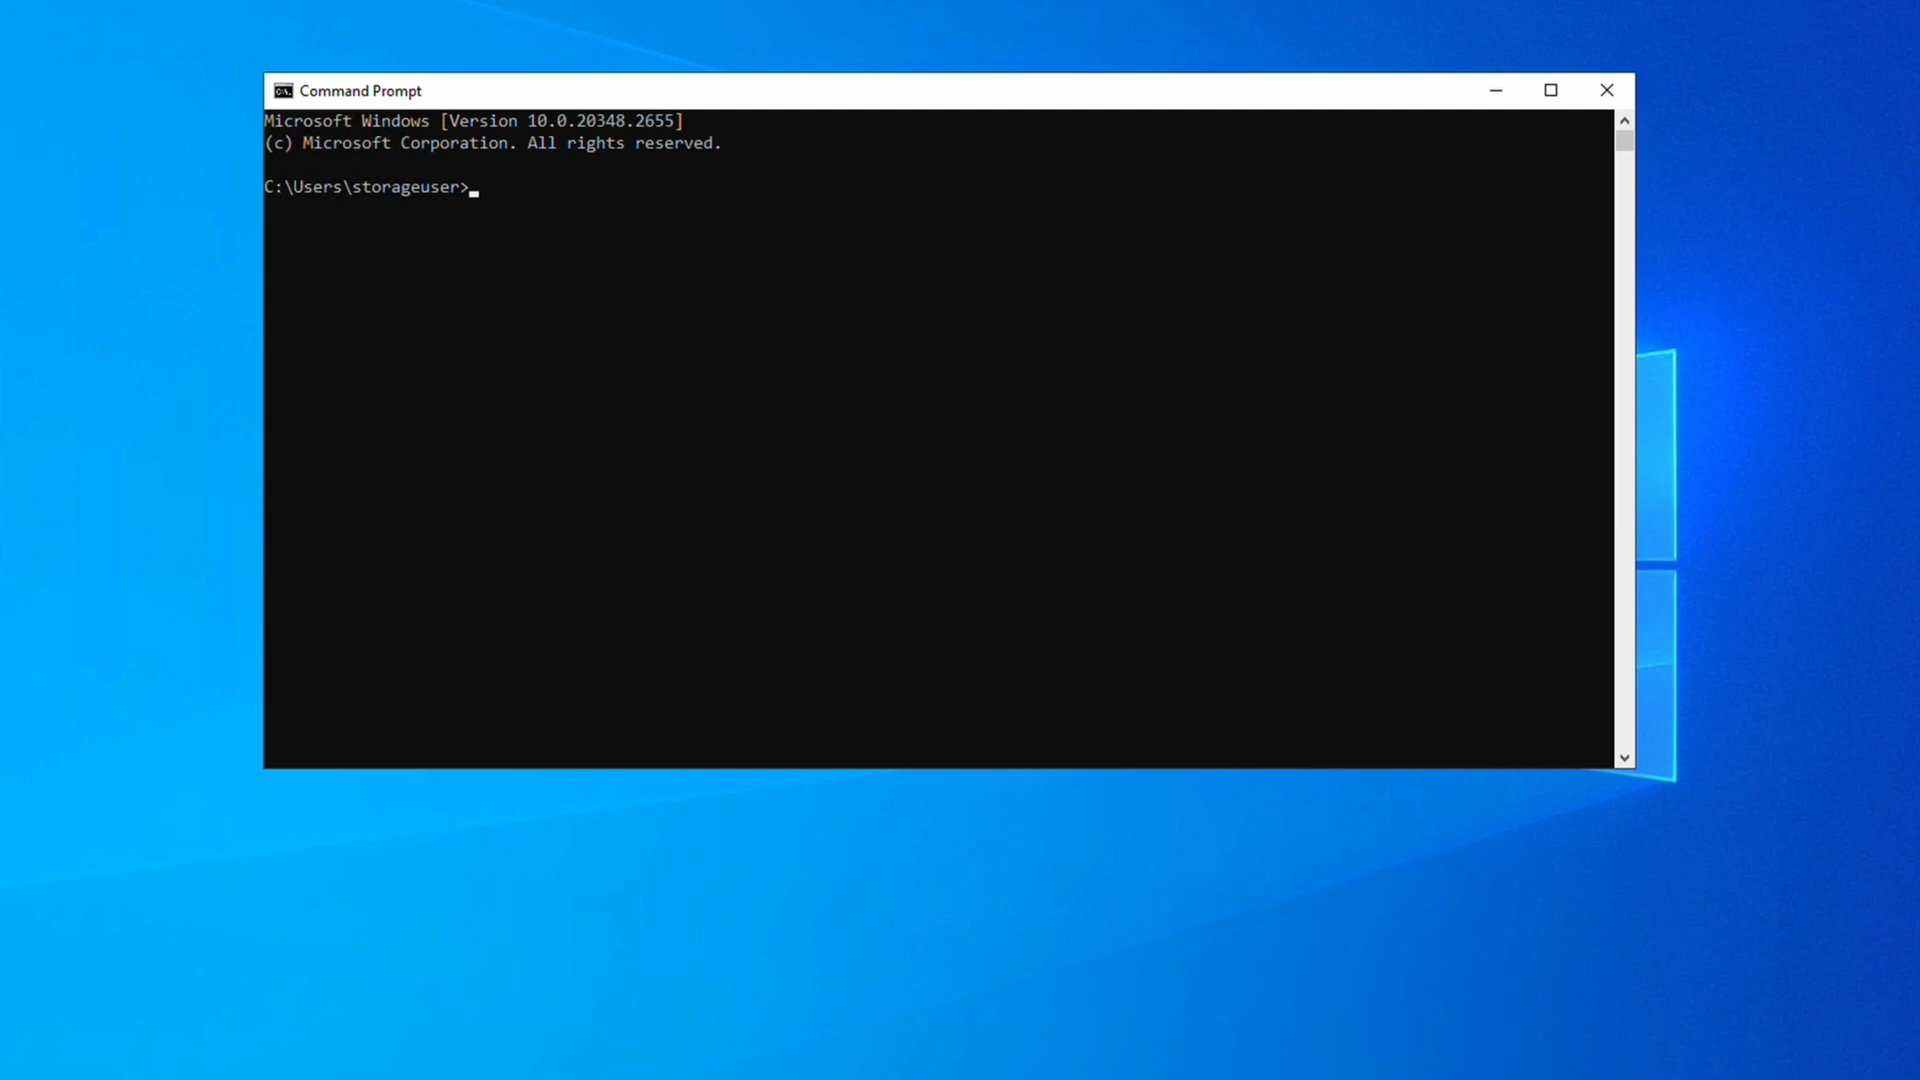 Command Prompt
Microsoft Windows [Version 10.0.20348.2655]
(c) Microsoft Corporation. All rights reserved.
C:\Users\storageuser>